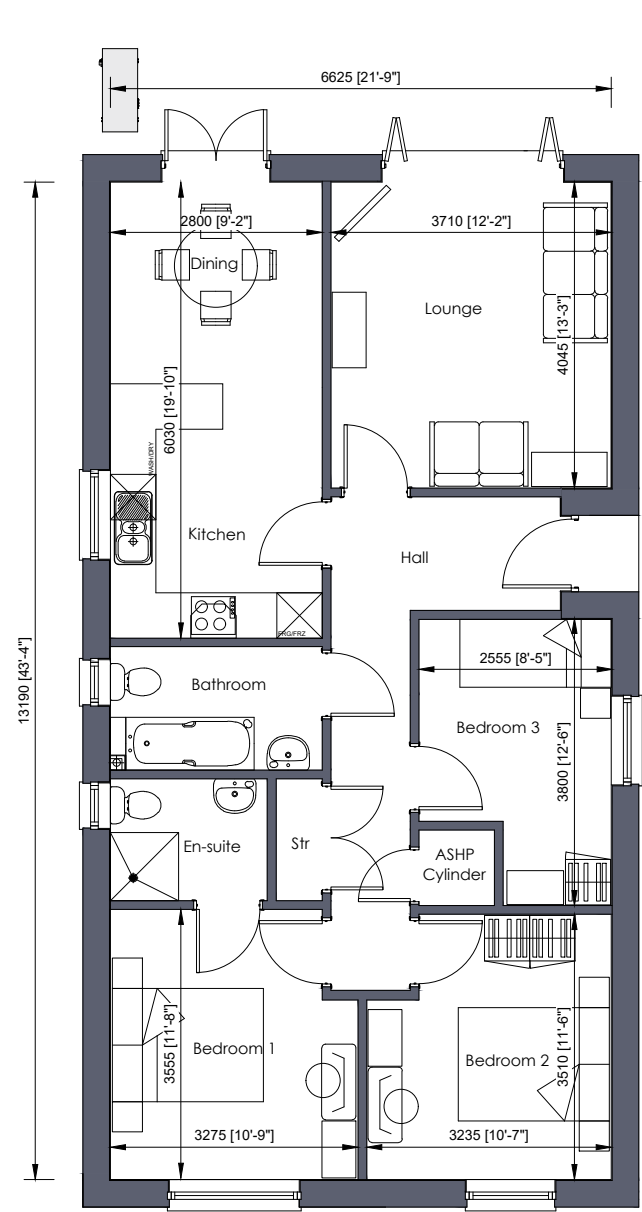 6625 [21'-9"]
2800 [9'-2"]
3710 [12'-2"]
Dining
Lounge
4045 [13'-3"]
6030 [19'-10"]
WASH/DRY
Kitchen
Hall
FRG/FRZ
13190 [43'-4"]
Bathroom
2555 [8'-5"]
Bedroom 3
3800 [12'-6"]
En-suite
Str
ASHP
Cylinder
3555 [11'-8"]
Bedroom 1
Bedroom 2
3510 [11'-6"]
3275 [10'-9"]
3235 [10'-7"]